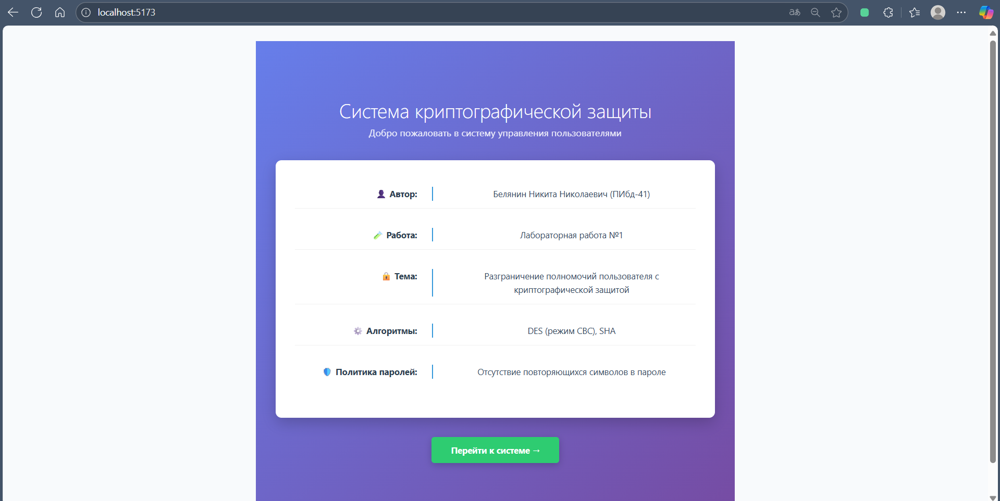 localhost:5173
Система криптографической защиты
Добро пожаловать в систему управления пользователями
Автор:
Белянин Никита Николаевич (ПИбд-41)
Работа:
Лабораторная работа №1
Тема:
Разграничение полномочий пользователя с
криптографической защитой
Алгоритмы:
DES (режим CBC), SHA
Политика паролей:
Отсутствие повторяющихся символов в пароле
Перейти к системе →